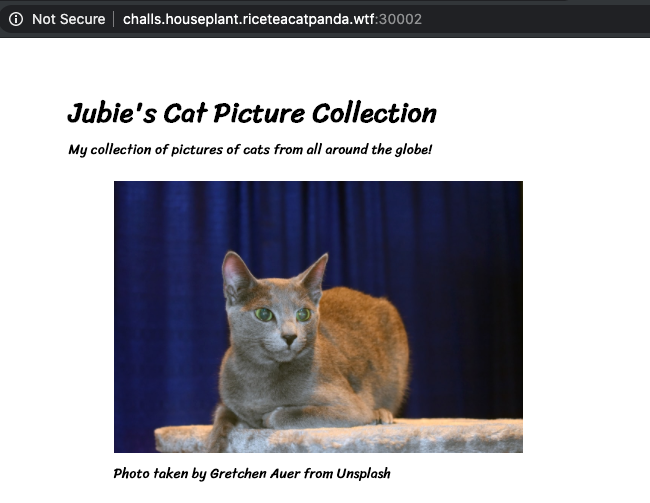 Not Secure | challs.houseplant.riceteacatpanda.wtf:30002
Jubie's Cat Picture Collection
My collection of pictures of cats from all around the globe!
Photo taken by Gretchen Auer from Unsplash